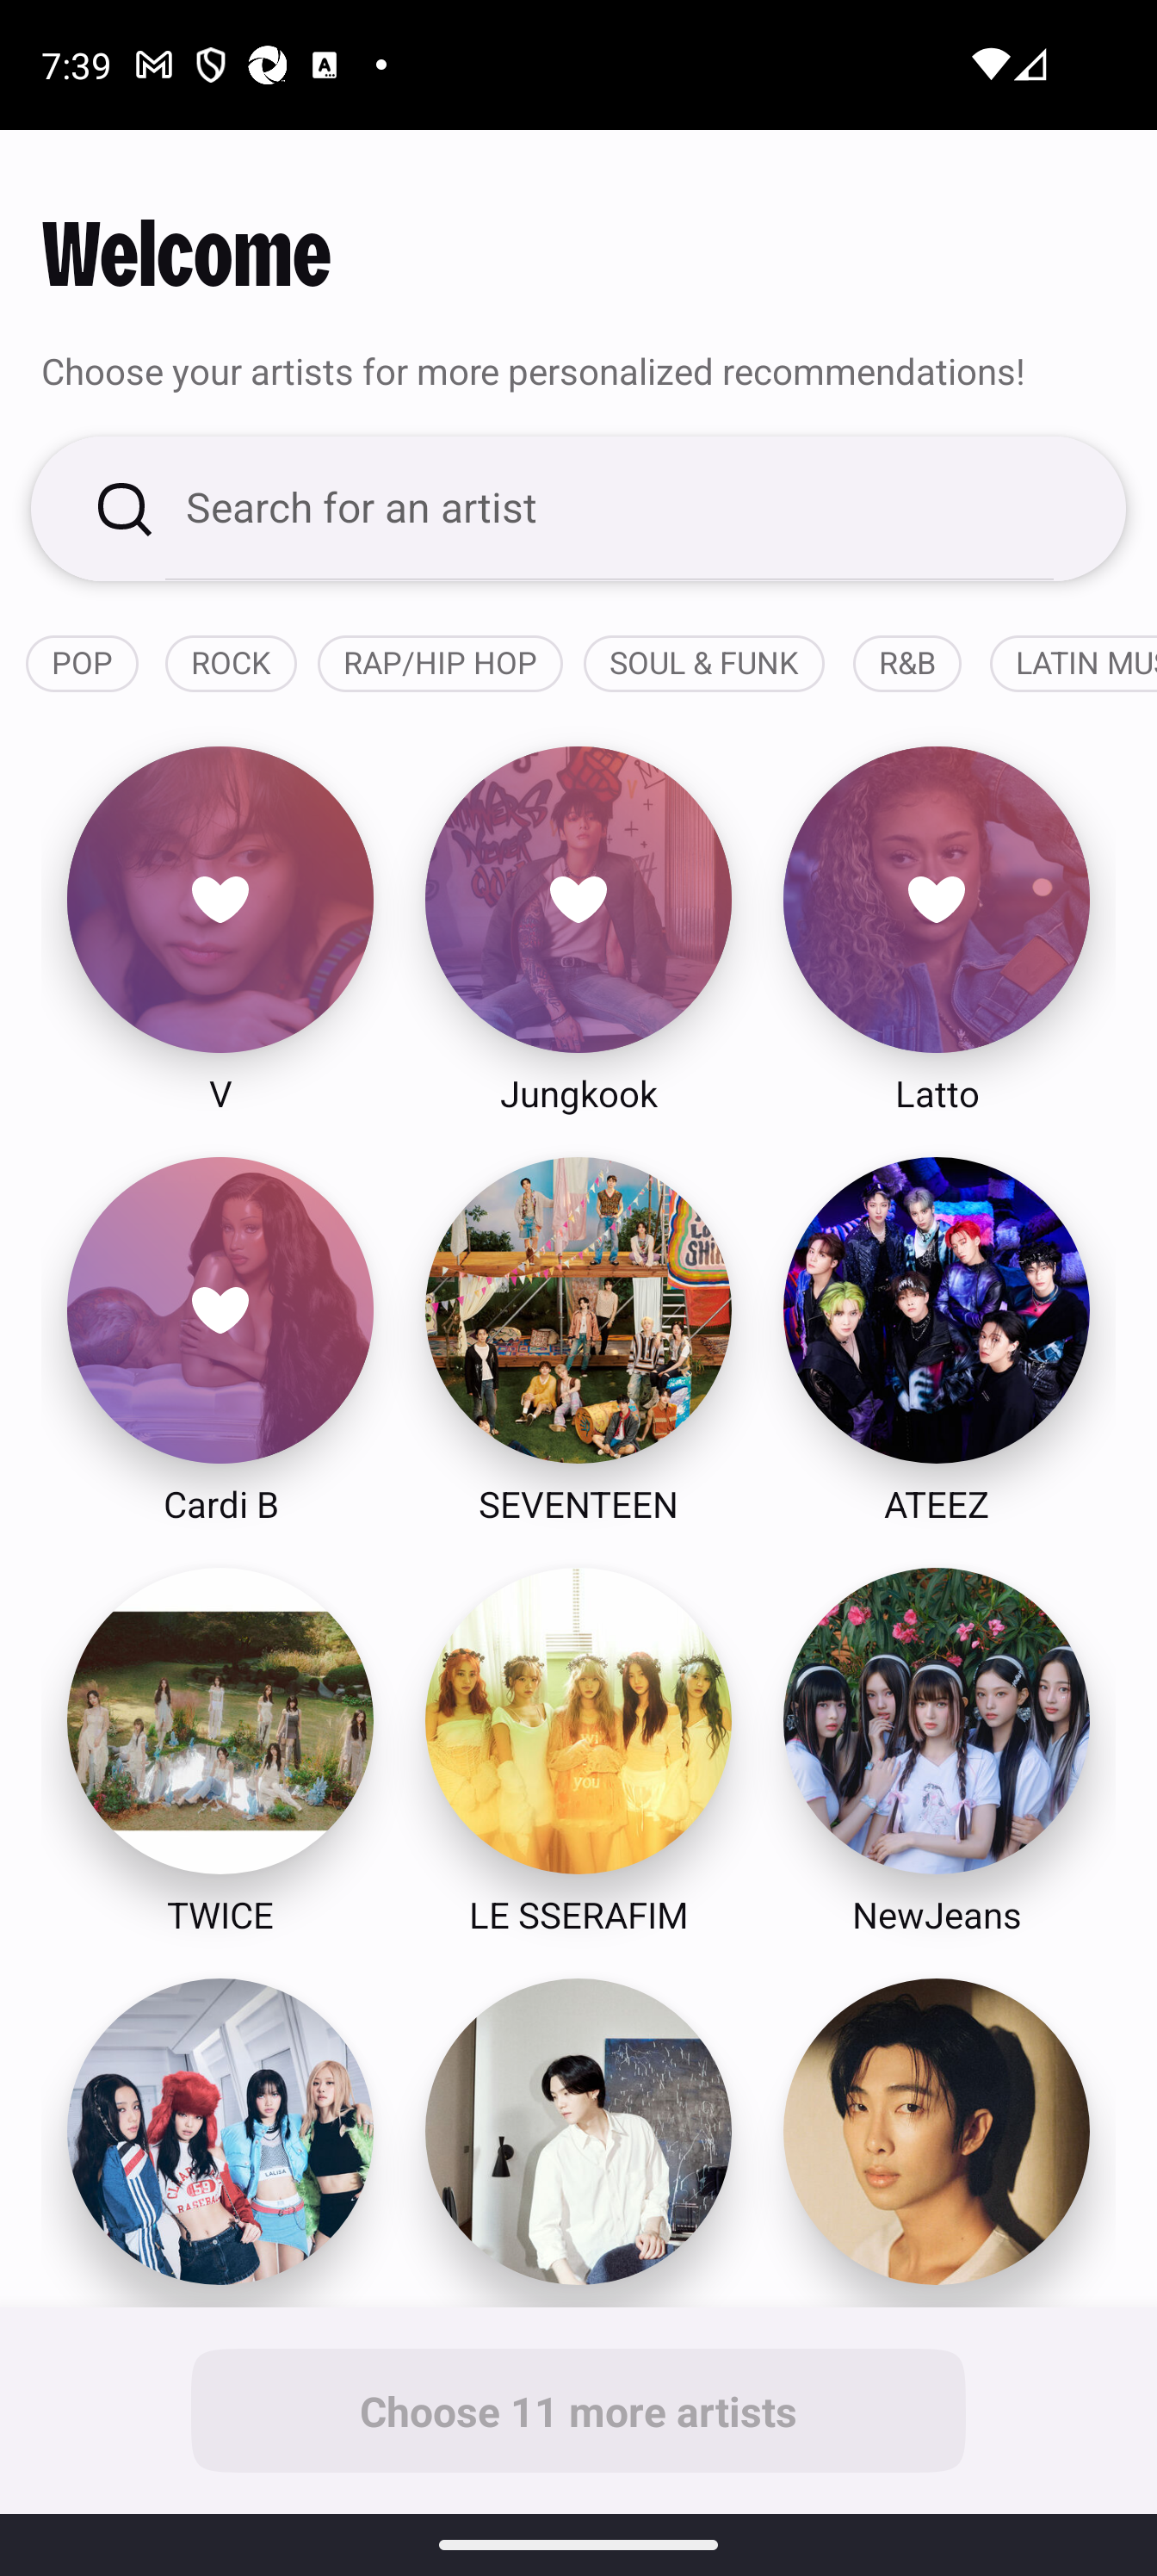 7:39
Welcome
Choose your artists for more personalized recommendations!
Search for an artist
POP ROCK RAP/HIP HOP SOUL & FUNK R&B LATIN MUS
V Jungkook Latto
Cardi B SEVENTEEN ATEEZ
TWICE LE SSERAFIM NewJeans
Choose 11 more artists